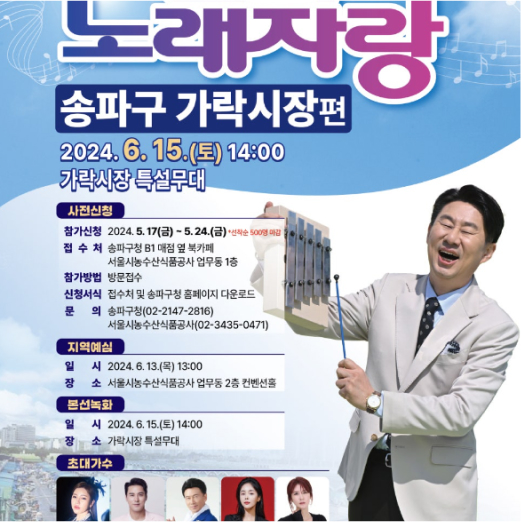 노래자랑
송파구 가락시장편
2024. 6. 15.(토) 14:00
가락시장 특설무대
사전신청
참가신청 2024. 5.17(금) ~ 5.24.(금) *선착순 500명 마감
접 수 처 송파구청 B1 매점 옆 북카페
서울시농수산식품공사 업무동 1층
참가방법 방문접수
신청서식 접수처 및 송파구청 홈페이지 다운로드
문 의 송파구청(02-2147-2816)
서울시농수산식품공사(02-3435-0471)
지역예심
일 시 2024. 6.13.(목) 13:00
장 소 서울시농수산식품공사 업무동 2층 컨벤션홀
본선녹화
일 시 2024. 6.15.(토) 14:00
장 소 가락시장 특설무대
초대가수